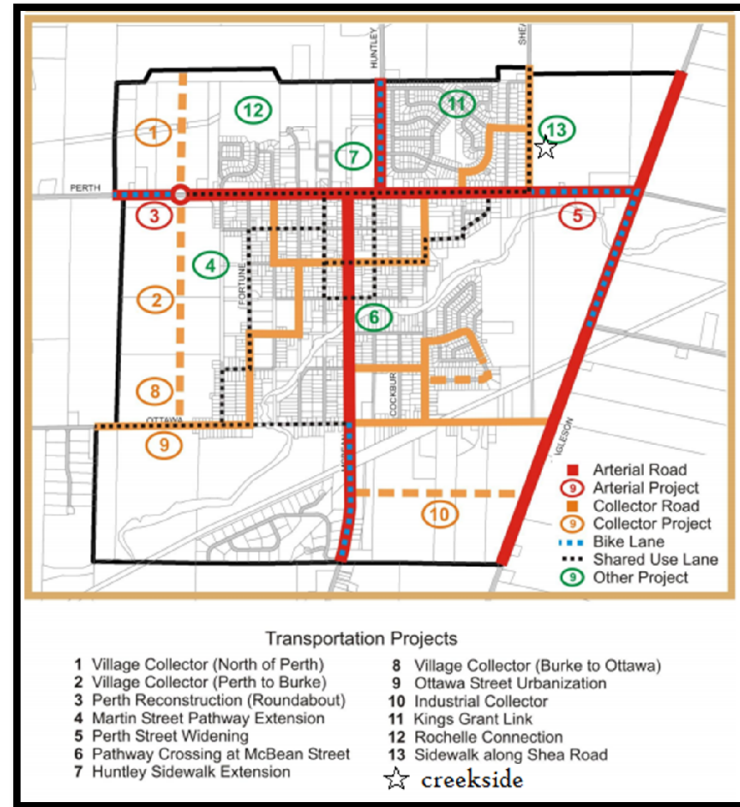 HUNTLEY
SHEA
12
11
1
13
7
PERTH
3
5
4
FORTUNE
2
6
8
COCKBUR
OTTAWA
9
AGLESON
10
Arterial Road
9 Arterial Project
Collector Road
9 Collector Project
Bike Lane
Shared Use Lane
9 Other Project
Transportation Projects
1 Village Collector (North of Perth)
2 Village Collector (Perth to Burke)
3 Perth Reconstruction (Roundabout)
4 Martin Street Pathway Extension
5 Perth Street Widening
6 Pathway Crossing at McBean Street
7 Huntley Sidewalk Extension
8 Village Collector (Burke to Ottawa)
9 Ottawa Street Urbanization
10 Industrial Collector
11 Kings Grant Link
12 Rochelle Connection
13 Sidewalk along Shea Road
creekside